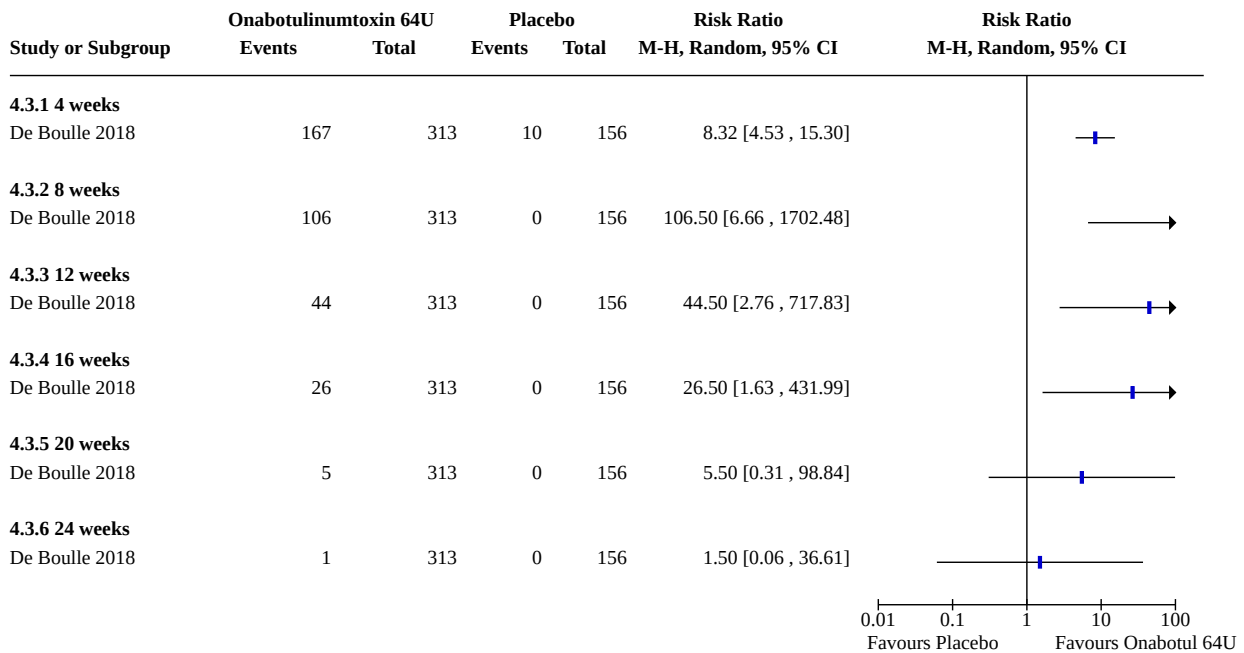 Onabotulinumtoxin 64U Placebo Risk Ratio Risk Ratio
Study or Subgroup Events Total Events Total M-H, Random, 95% CI M-H, Random, 95% CI
4.3.1 4 weeks
De Boulle 2018 167 313 10 156 8.32 [4.53 , 15.30]
4.3.2 8 weeks
De Boulle 2018 106 313 0 156 106.50 [6.66 , 1702.48]
4.3.3 12 weeks
De Boulle 2018 44 313 0 156 44.50 [2.76 , 717.83]
4.3.4 16 weeks
De Boulle 2018 26 313 0 156 26.50 [1.63 , 431.99]
4.3.5 20 weeks
De Boulle 2018 5 313 0 156 5.50 [0.31 , 98.84]
4.3.6 24 weeks
De Boulle 2018 1 313 0 156 1.50 [0.06 , 36.61]
0.01 0.1 1 10 100
Favours Placebo Favours Onabotul 64U